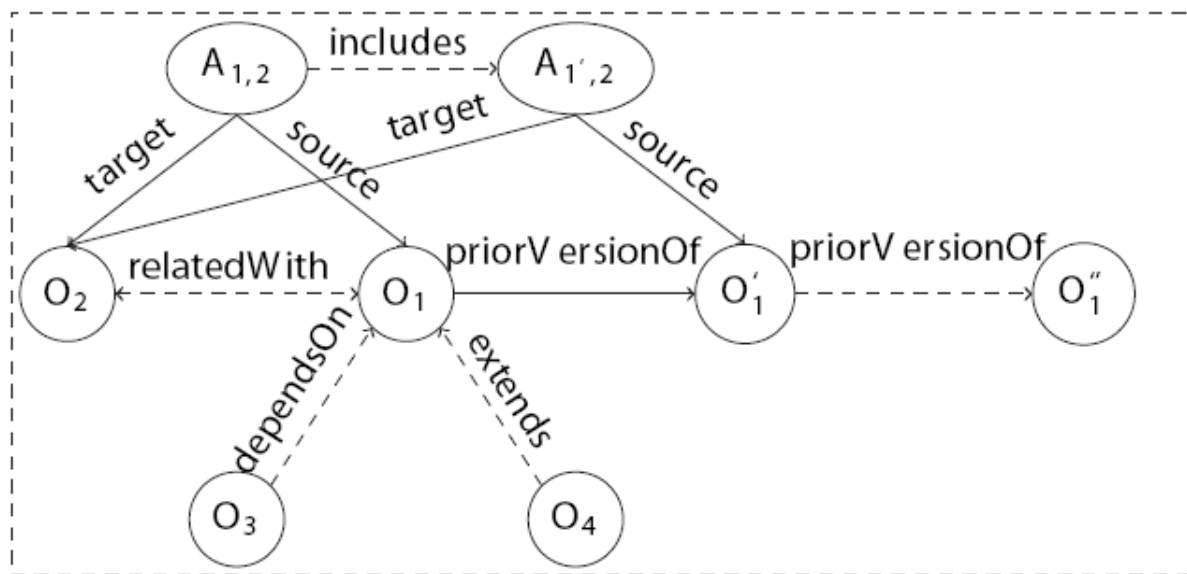 A1,2 includes A1′,2
target source target source
relatedWith priorV ersionOf priorV ersionOf
O2 O1 O′1 O″1
dependsOn extends
O3 O4